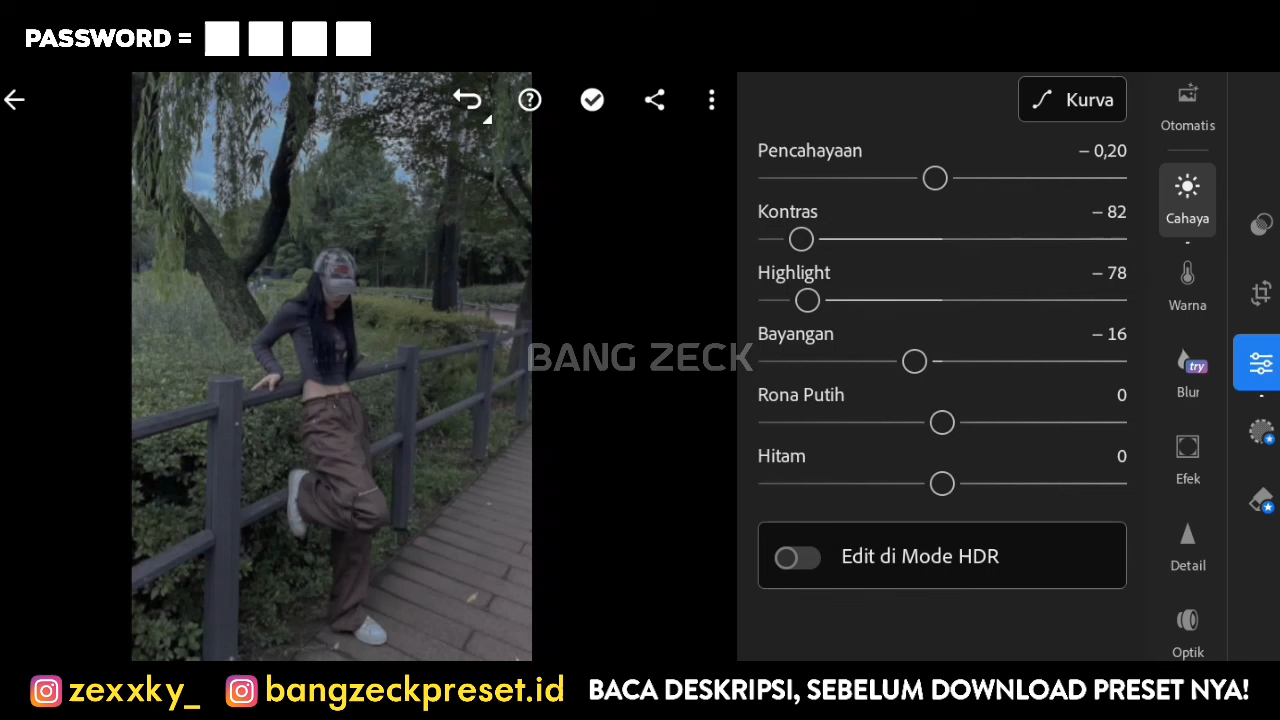 PASSWORD =
Kurva
Pencahayaan – 0,20
Kontras – 82
Highlight – 78
Bayangan – 16
Rona Putih 0
Hitam 0
Edit di Mode HDR
Otomatis
Cahaya
Warna
try
Blur
Efek
Detail
Optik
BANG ZECK
zexxky_ bangzeckpreset.id BACA DESKRIPSI, SEBELUM DOWNLOAD PRESET NYA!